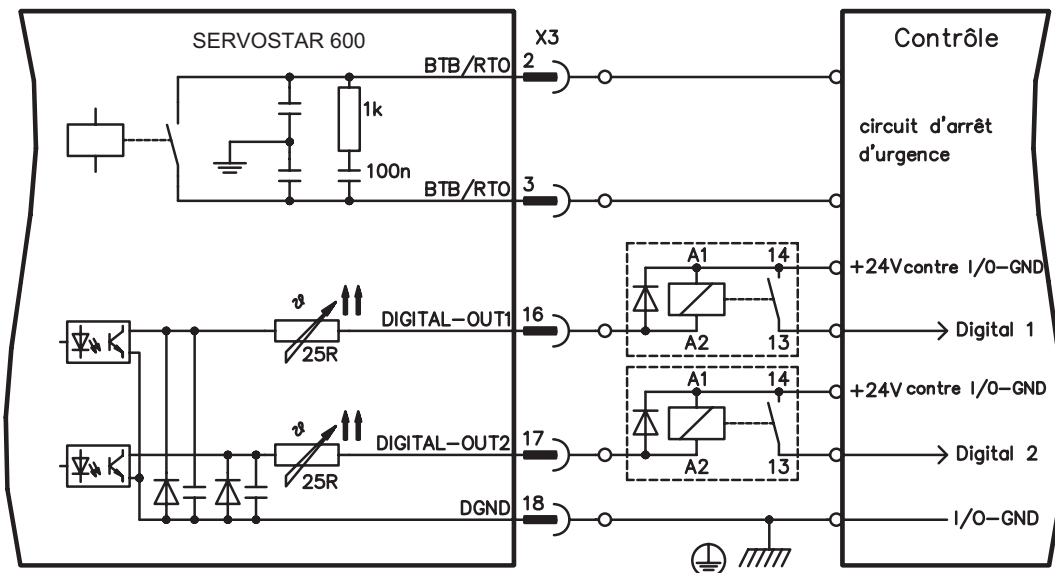 SERVOSTAR 600
X3
Contrôle
BTB/RTO 2
1k
100n
circuit d'arrêt
d'urgence
BTB/RTO 3
A1 14
+24V contre I/O-GND
ϑ
DIGITAL-OUT1 16
25R
A2 13
Digital 1
A1 14
+24V contre I/O-GND
ϑ
DIGITAL-OUT2 17
25R
A2 13
Digital 2
DGND 18
I/O-GND